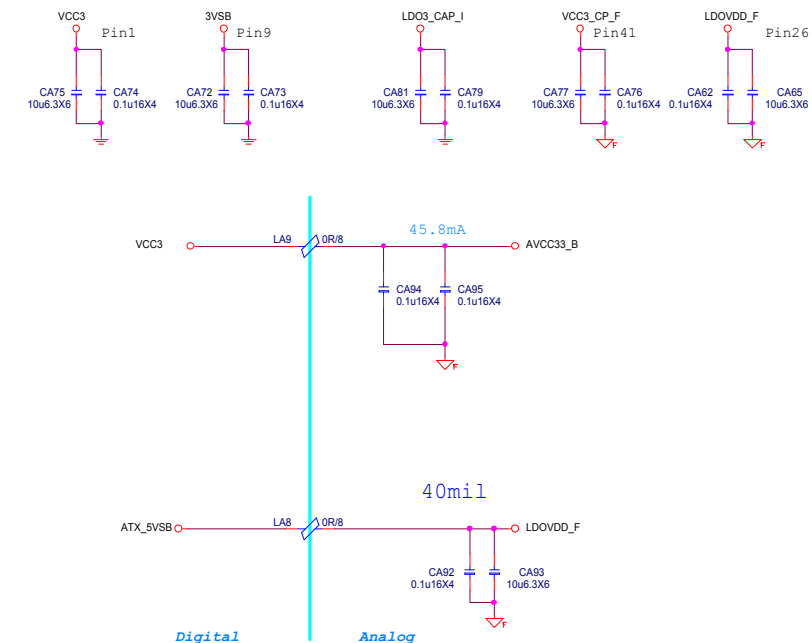 VCC3
Pin1
3VSB
Pin9
LDO3_CAP_I
VCC3_CP_F
Pin41
LDOVDD_F
Pin26
CA75
10u6.3X6
CA74
0.1u16X4
CA72
10u6.3X6
CA73
0.1u16X4
CA81
10u6.3X6
CA79
0.1u16X4
CA77
10u6.3X6
CA76
0.1u16X4
CA62
0.1u16X4
CA65
10u6.3X6
F
F
VCC3
LA9
0R/8
45.8mA
AVCC33_B
CA94
0.1u16X4
CA95
0.1u16X4
F
40mil
ATX_5VSB
LA8
0R/8
LDOVDD_F
CA92
0.1u16X4
CA93
10u6.3X6
F
Digital
Analog